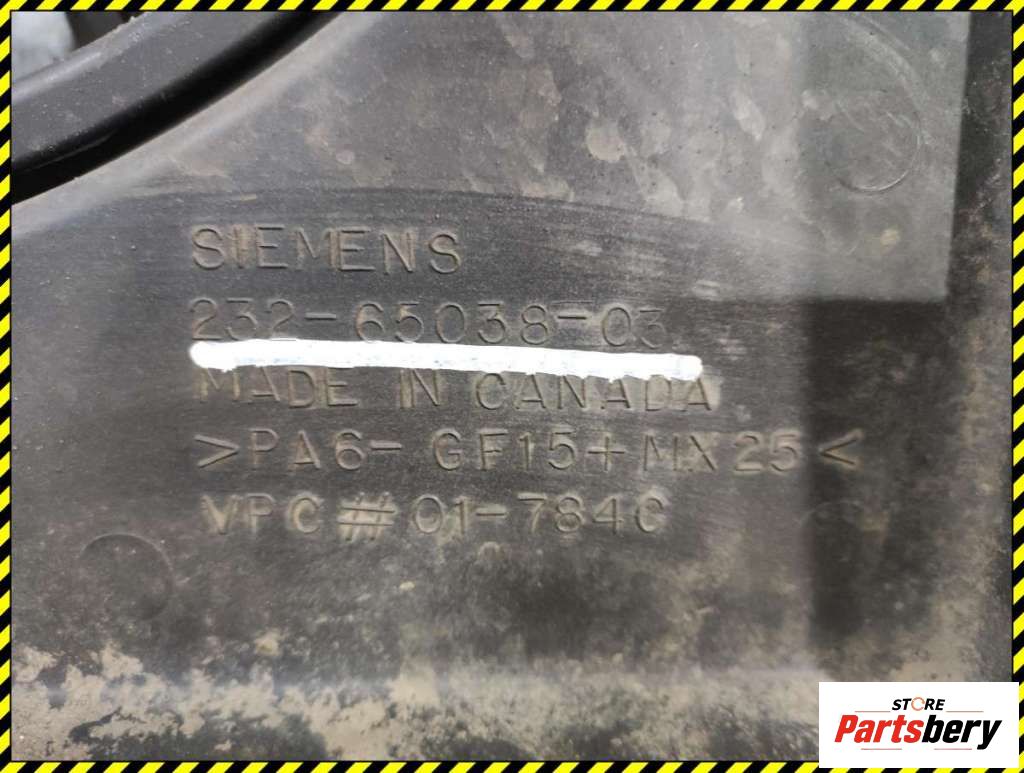 SIEMENS
232-65038-03
MADE IN CANADA
>PA6-GF15+MX25<
VPC # 01-784C
STORE
Partsbery